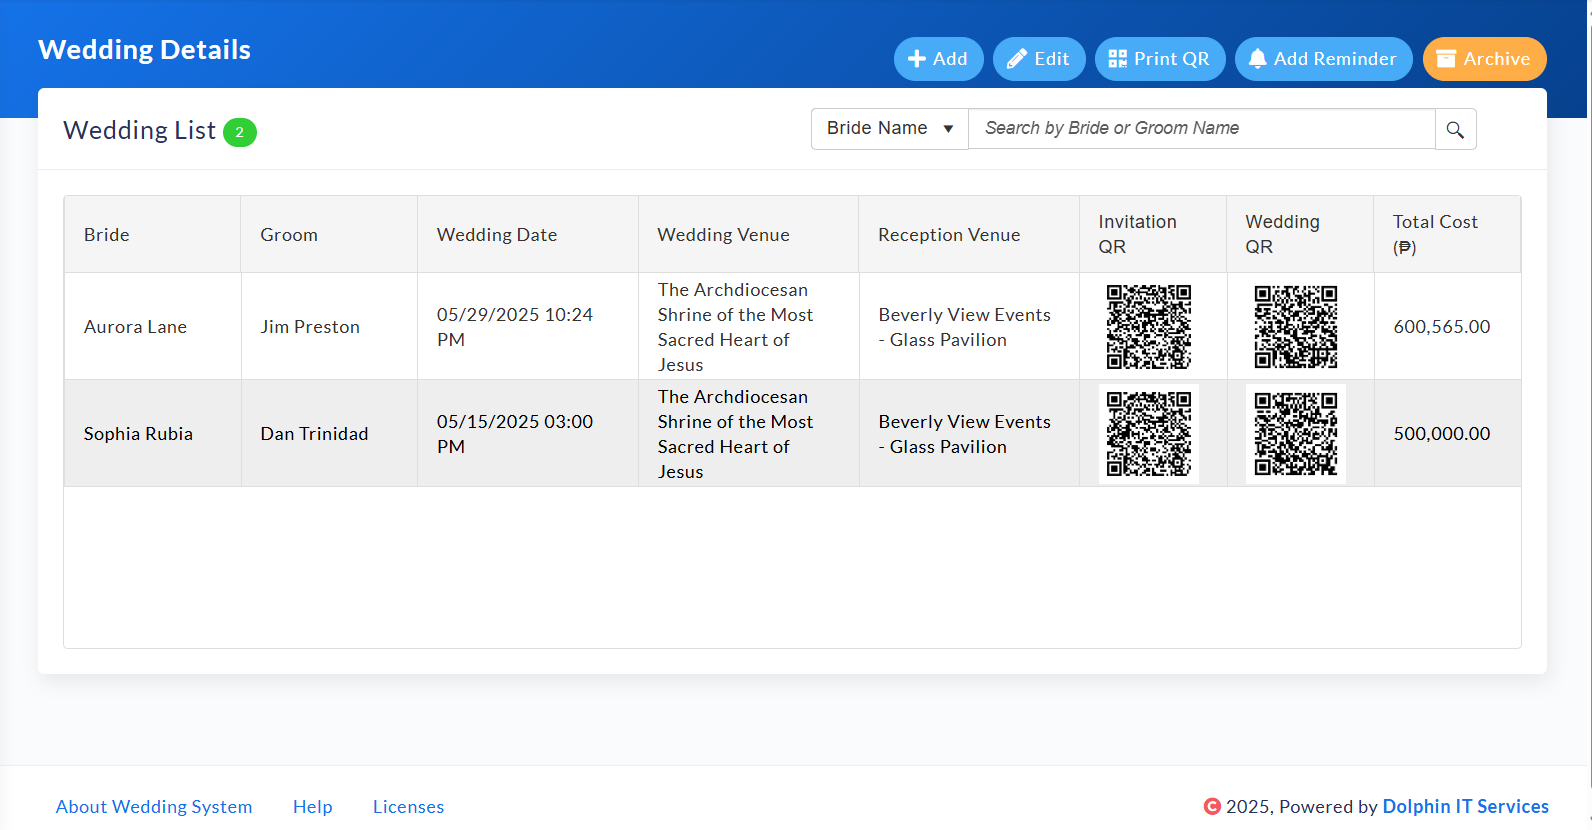 Wedding Details
Add
Edit
Print QR
Add Reminder
Archive
Wedding List 2
Bride Name
Search by Bride or Groom Name
Bride
Groom
Wedding Date
Wedding Venue
Reception Venue
Invitation
QR
Wedding
QR
Total Cost
(₱)
Aurora Lane
Jim Preston
05/29/2025 10:24
PM
The Archdiocesan
Shrine of the Most
Sacred Heart of
Jesus
Beverly View Events
- Glass Pavilion
600,565.00
Sophia Rubia
Dan Trinidad
05/15/2025 03:00
PM
The Archdiocesan
Shrine of the Most
Sacred Heart of
Jesus
Beverly View Events
- Glass Pavilion
500,000.00
About Wedding System
Help
Licenses
© 2025, Powered by Dolphin IT Services